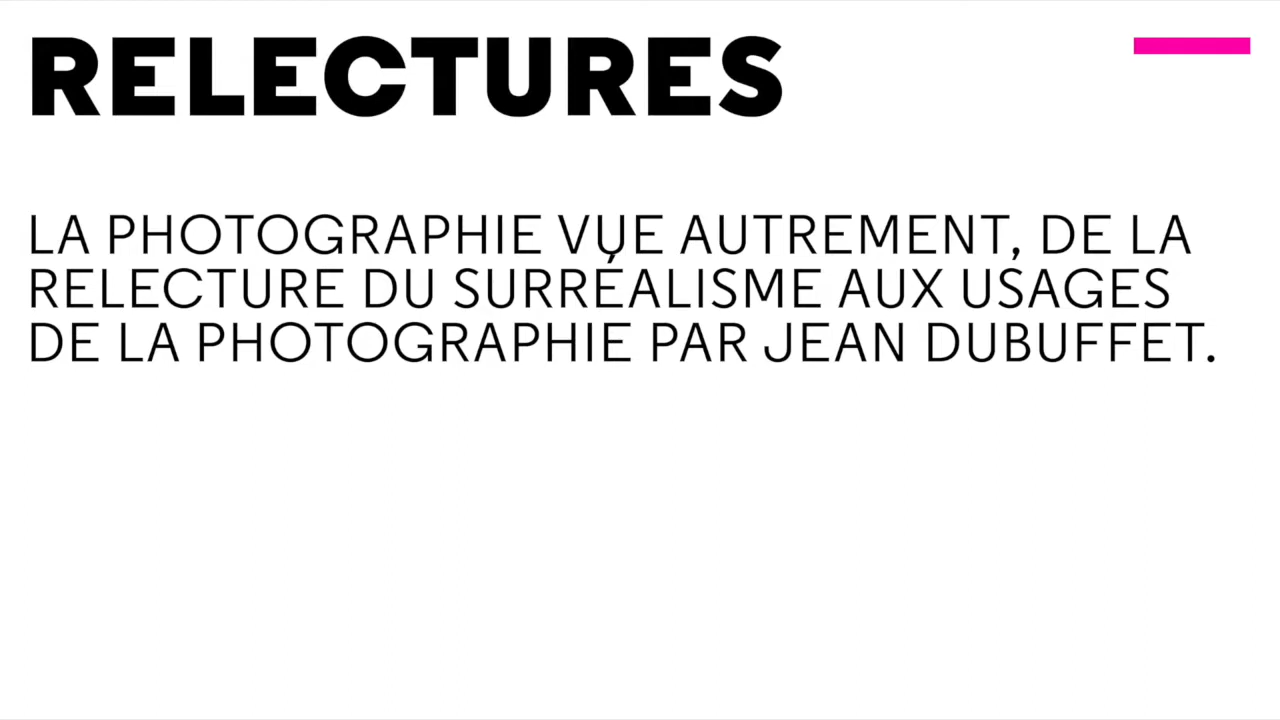 RELECTURES
LA PHOTOGRAPHIE VUE AUTREMENT, DE LA
RELECTURE DU SURRÉALISME AUX USAGES
DE LA PHOTOGRAPHIE PAR JEAN DUBUFFET.